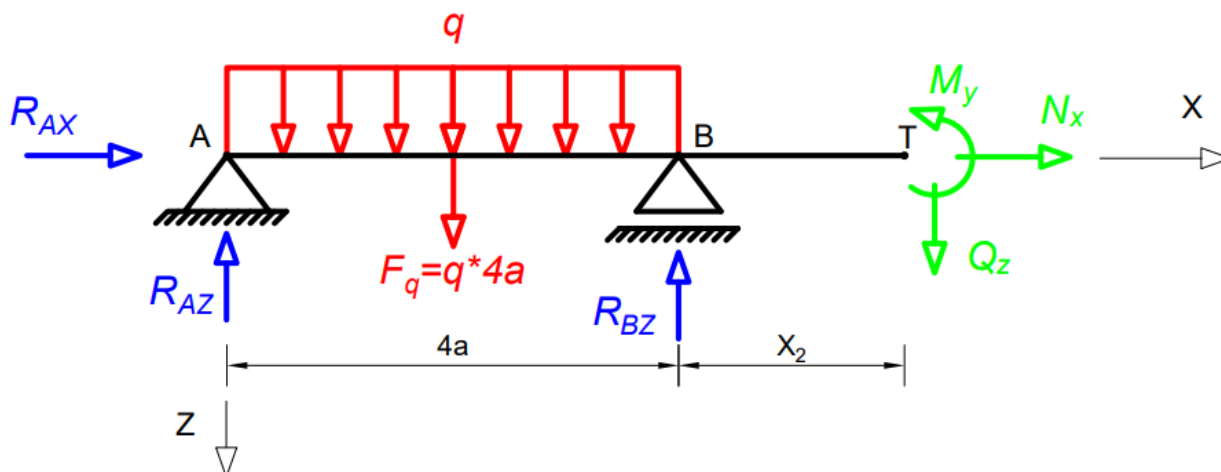 q
M_y
R_AX
A
B
T
N_x
X
F_q=q*4a
Q_z
R_AZ
R_BZ
4a
X_2
Z